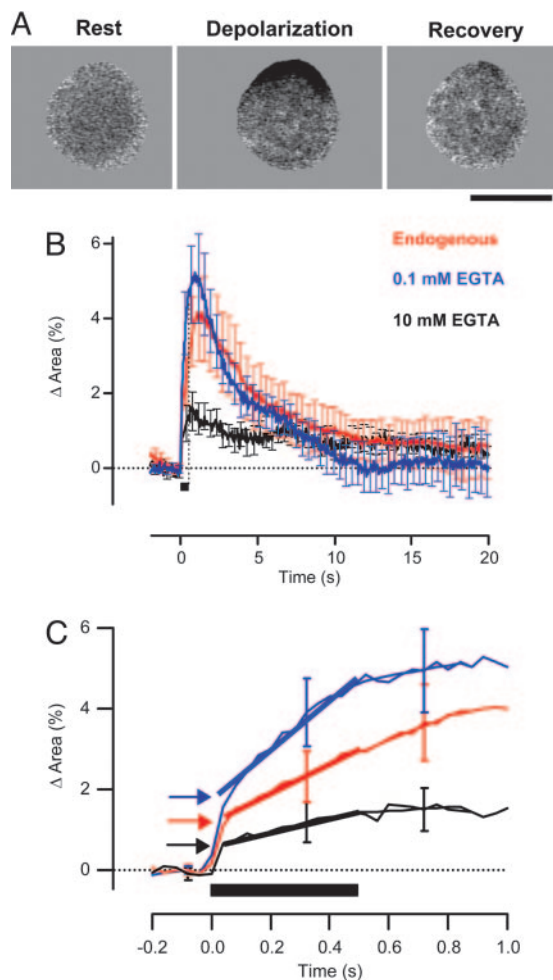 A
Rest Depolarization Recovery
B
6
4
2
0
Δ Area (%)
Endogenous
0.1 mM EGTA
10 mM EGTA
0 5 10 15 20
Time (s)
C
6
4
2
0
Δ Area (%)
-0.2 0.0 0.2 0.4 0.6 0.8 1.0
Time (s)